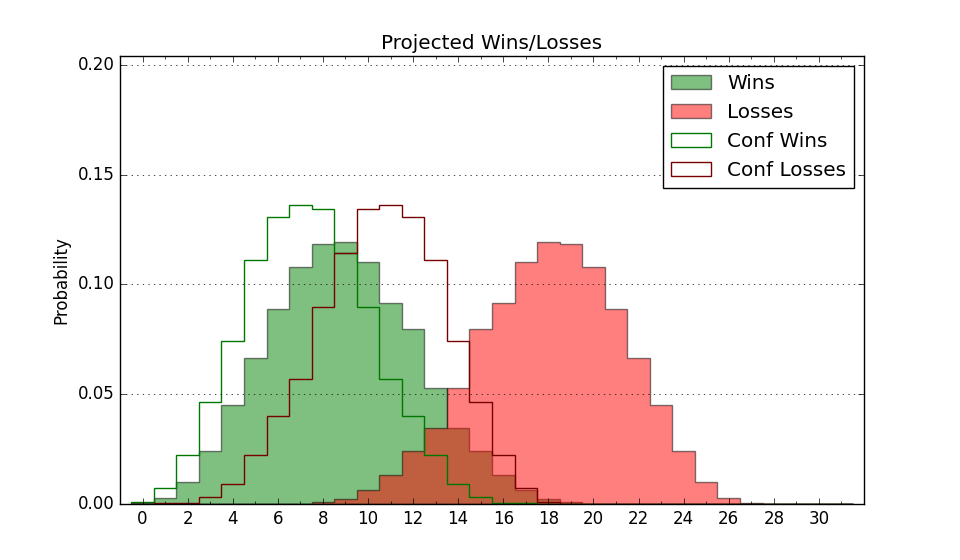 Projected Wins/Losses
0.20
0.15
0.10
0.05
0.00
Probability
Wins
Losses
Conf Wins
Conf Losses
0 2 4 6 8 10 12 14 16 18 20 22 24 26 28 30